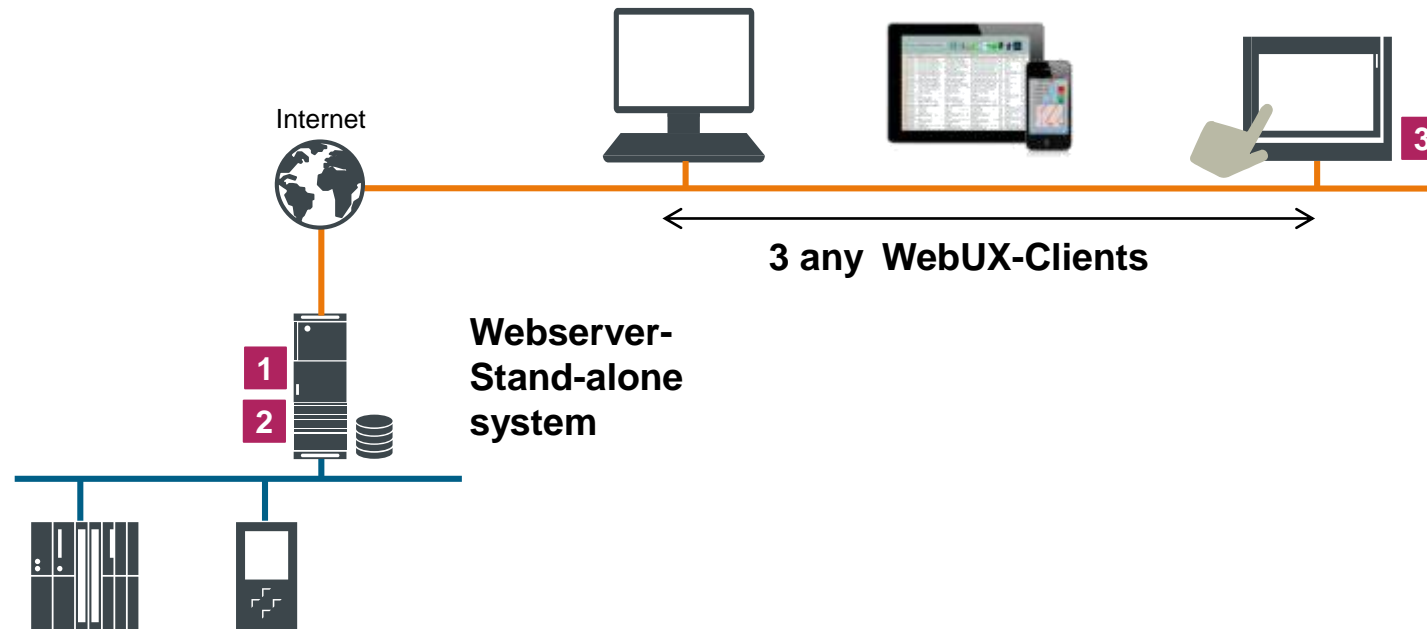 Internet
3
3 any WebUX-Clients
Webserver-
Stand-alone
system
1
2